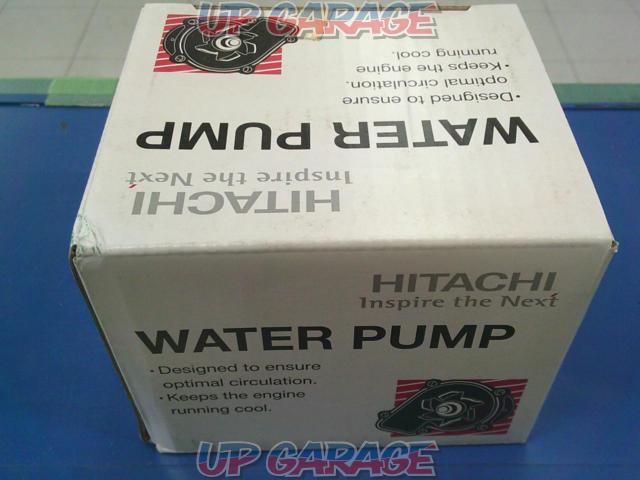 UP GARAGE
running cool.
• Keeps the engine
optimal circulation.
• Designed to ensure
WATER PUMP
Inspire the Next
HITACHI
HITACHI
Inspire the Next
WATER PUMP
• Designed to ensure
optimal circulation.
• Keeps the engine
running cool.
UP GARAGE